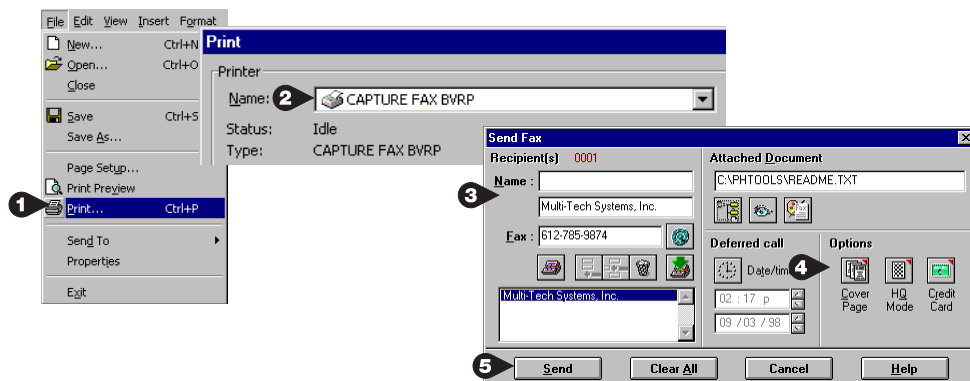 File Edit View Insert Format
New... Ctrl+N
Open... Ctrl+O
Close
Save Ctrl+S
Save As...
Page Setup...
Print Preview
1 Print... Ctrl+P
Send To
Properties
Exit
Print
Printer
Name: 2 CAPTURE FAX BVRP
Status: Idle
Type: CAPTURE FAX BVRP
Send Fax
Recipient(s) 0001
3 Name :
Multi-Tech Systems, Inc.
Fax : 612-785-9874
Multi-Tech Systems, Inc.
Attached Document
C:\PHTOOLS\README.TXT
Deferred call
Date/tim
02 : 17 p
09 / 03 / 98
Options
4
Cover Page
HQ Mode
Credit Card
5 Send Clear All Cancel Help